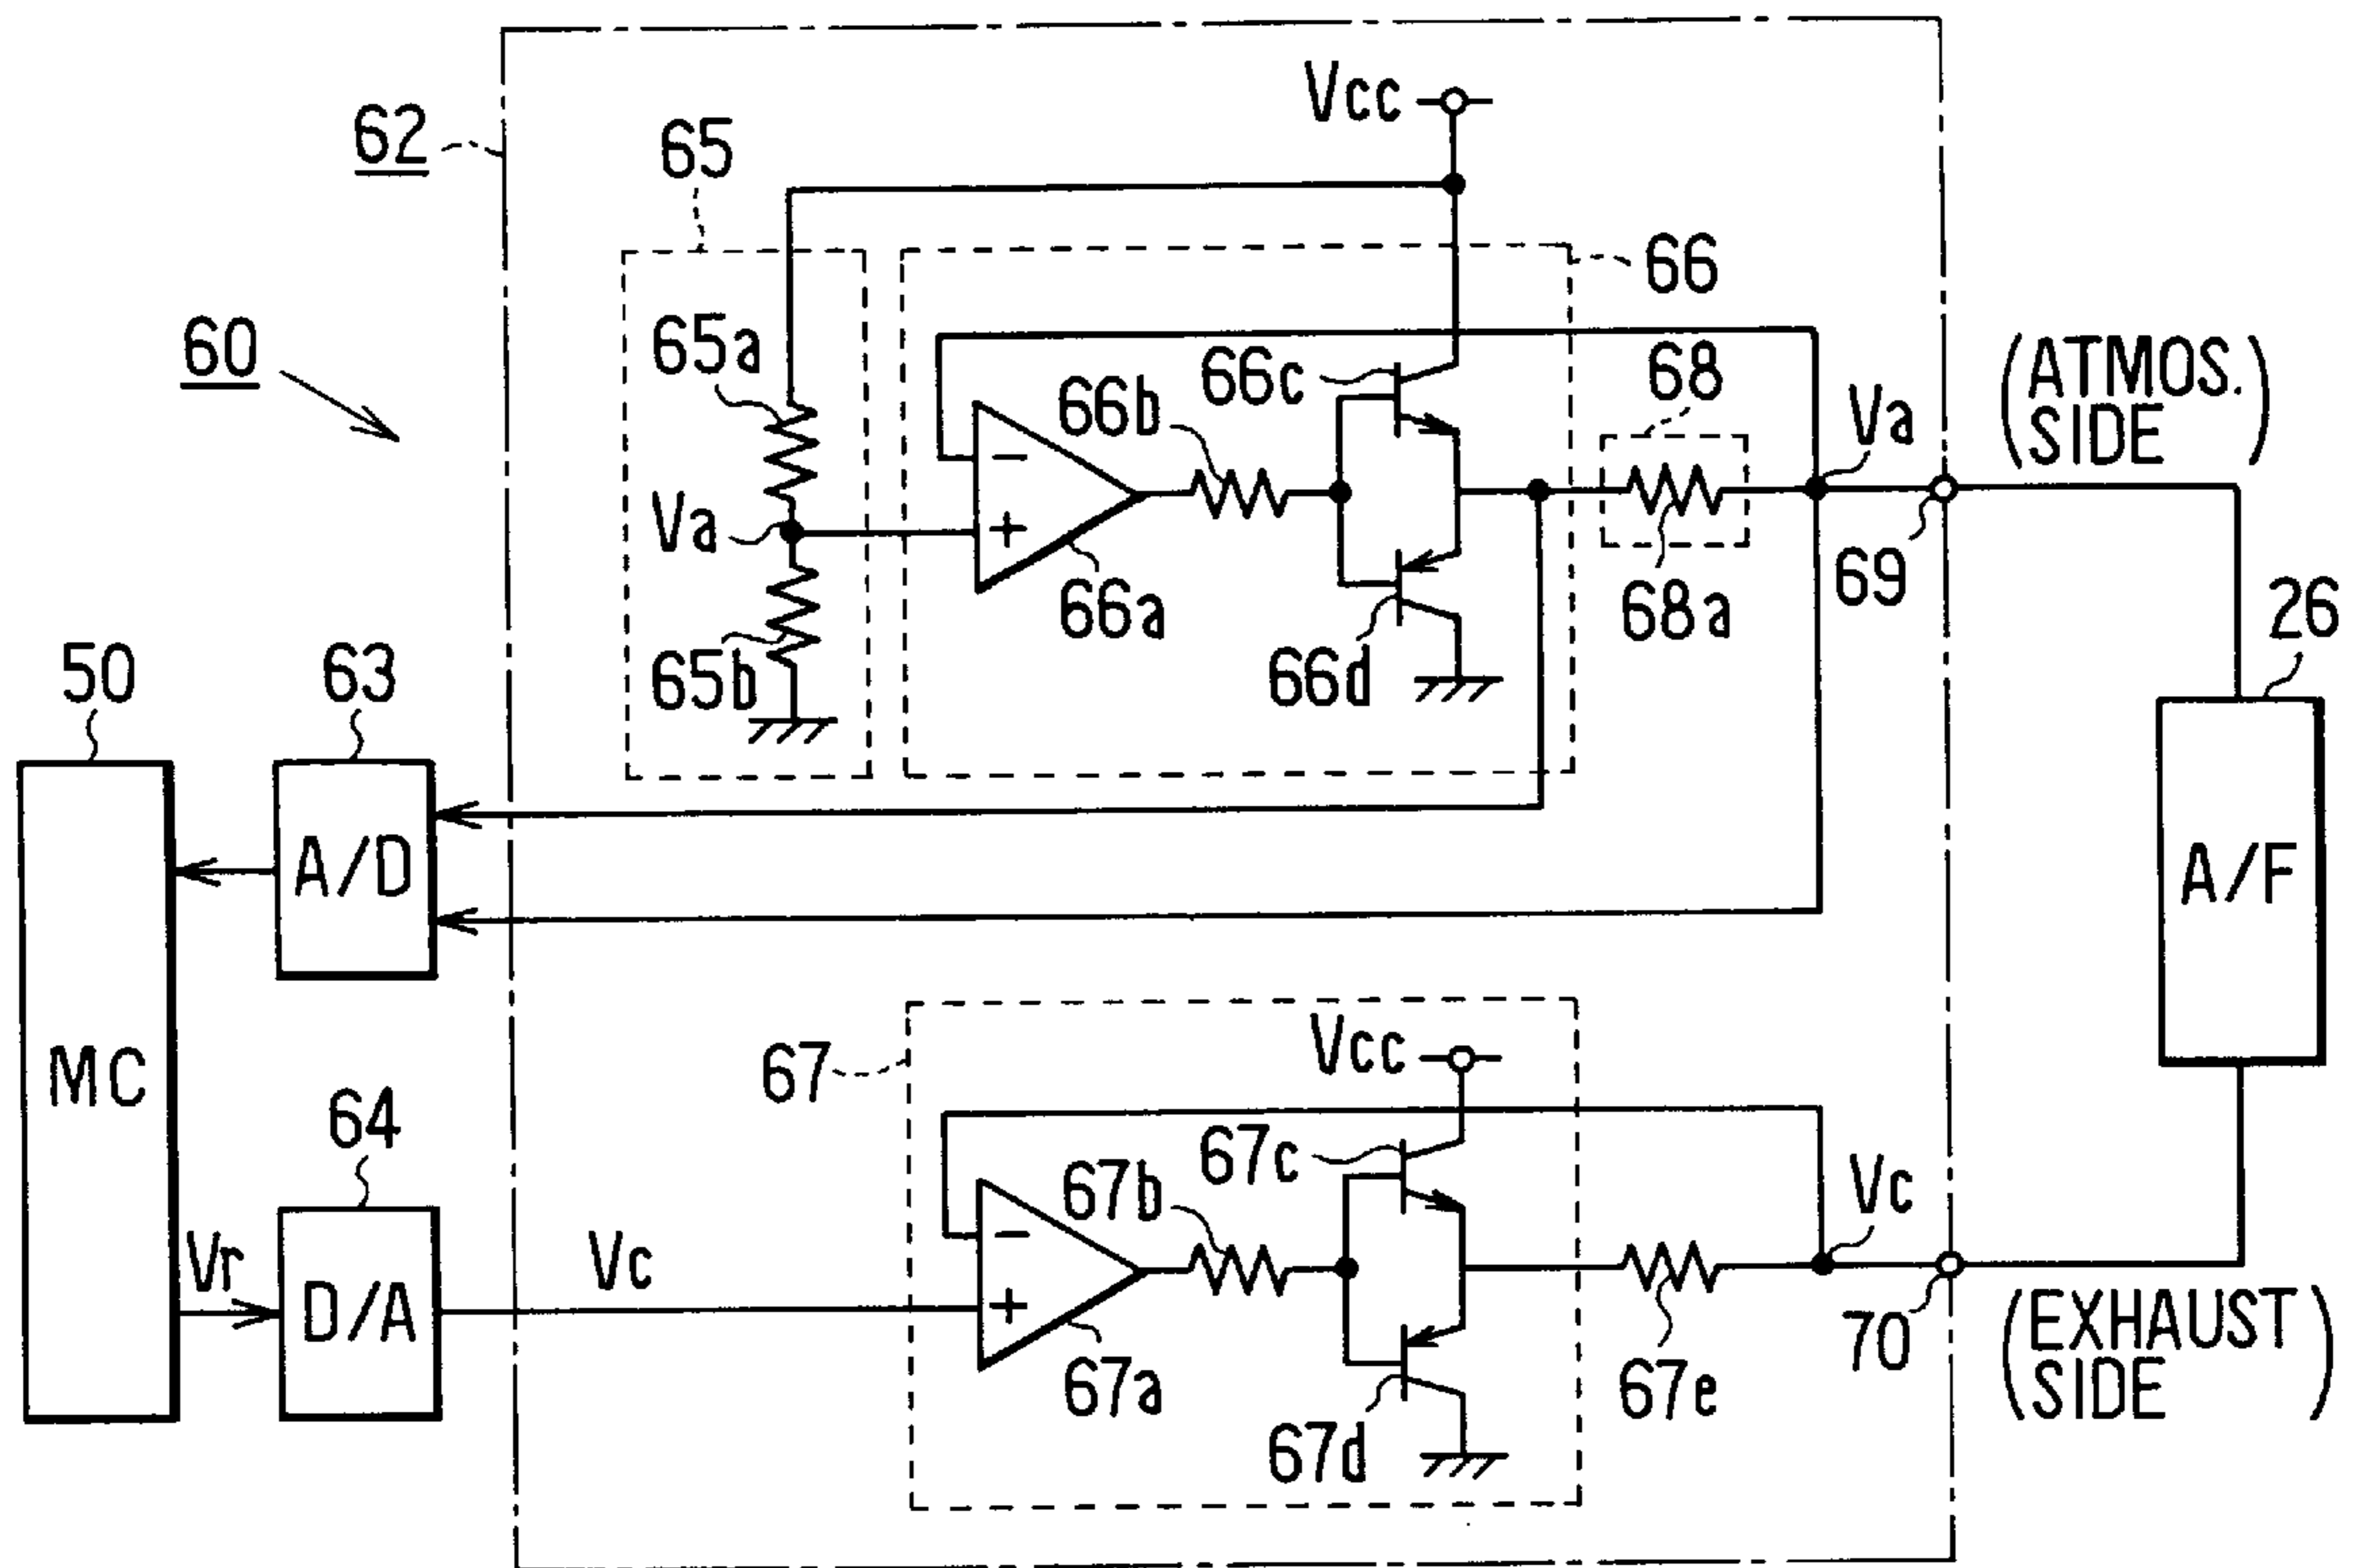 Vcc
62
65
66
60
65a
66c
68
(ATMOS. SIDE)
66b
Va
Va
+
−
66a
68a
69
26
65b
66d
50
63
A/D
A/F
MC
67
Vcc
64
67c
67b
Vc
Vr
Vc
−
+
D/A
67a
67e
70
(EXHAUST SIDE)
67d